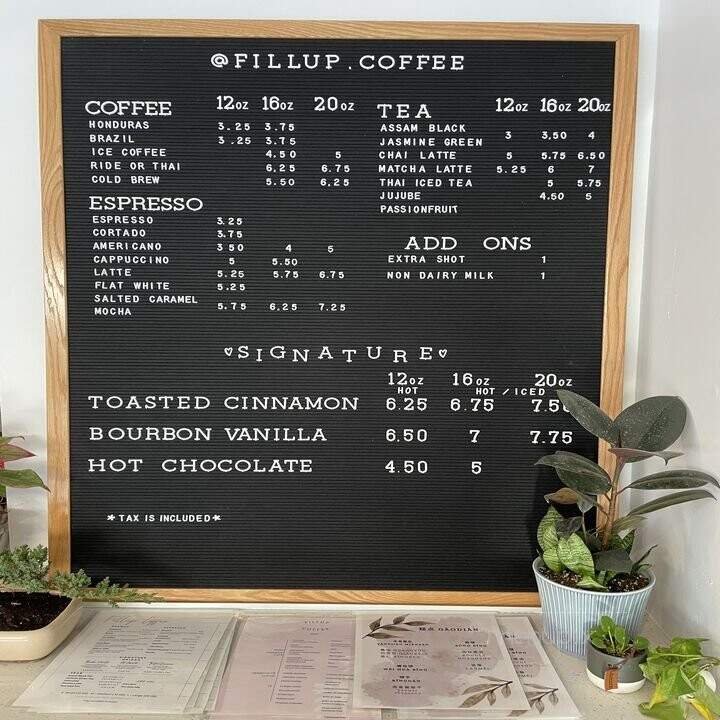 @FILLUP.COFFEE
COFFEE 12oz 16oz 20oz
HONDURAS 3.25 3.75
BRAZIL 3.25 3.75
ICE COFFEE 4.50 5
RIDE OR THAI 6.25 6.75
COLD BREW 5.50 6.25
ESPRESSO
ESPRESSO 3.25
CORTADO 3.75
AMERICANO 3 50 4 5
CAPPUCCINO 5 5.50
LATTE 5.25 5.75 6.75
FLAT WHITE 5.25
SALTED CARAMEL
MOCHA 5.75 6.25 7.25
TEA 12oz 16oz 20oz
ASSAM BLACK
JASMINE GREEN 3 3.50 4
CHAI LATTE 5 5.75 6.50
MATCHA LATTE 5.25 6 7
THAI ICED TEA 5 5.75
JUJUBE 4.50 5
PASSIONFRUIT
ADD ONS
EXTRA SHOT 1
NON DAIRY MILK 1
♡SIGNATURE♡
12oz 16oz 20oz
HOT HOT / ICED
TOASTED CINNAMON 6.25 6.75 7.50
BOURBON VANILLA 6.50 7 7.75
HOT CHOCOLATE 4.50 5
*TAX IS INCLUDED*